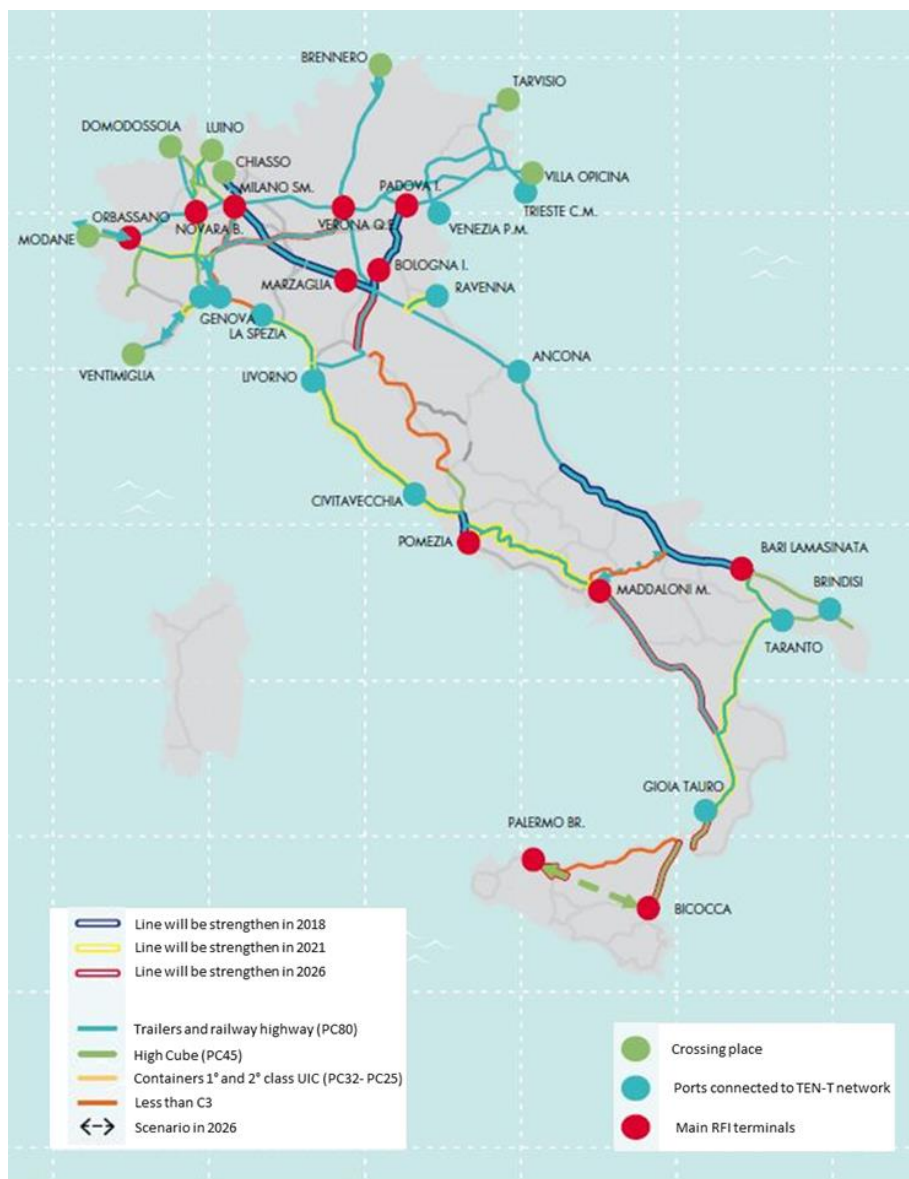 BRENNERO
TARVISIO
DOMODOSSOLA
LUINO
CHIASSO
MILANO SM.
PADOVA I.
VILLA OPICINA
TRIESTE C.M.
ORBASSANO
MODANE
NOVARA B.
VERONA Q.E
VENEZIA P.M.
BOLOGNA I.
MARZAGLIA
RAVENNA
GENOVA
LA SPEZIA
VENTIMIGLIA
LIVORNO
ANCONA
CIVITAVECCHIA
POMEZIA
BARI LAMASINATA
MADDALONI M.
BRINDISI
TARANTO
GIOIA TAURO
PALERMO BR.
BICOCCA
Line will be strengthen in 2018
Line will be strengthen in 2021
Line will be strengthen in 2026
Trailers and railway highway (PC80)
High Cube (PC45)
Containers 1° and 2° class UIC (PC32- PC25)
Less than C3
Scenario in 2026
Crossing place
Ports connected to TEN-T network
Main RFI terminals